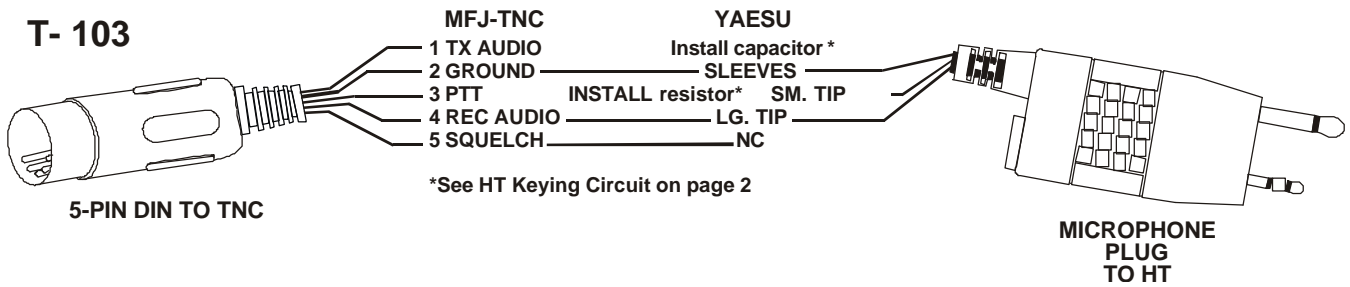 T- 103
MFJ-TNC YAESU
1 TX AUDIO Install capacitor *
2 GROUND SLEEVES
3 PTT INSTALL resistor* SM. TIP
4 REC AUDIO LG. TIP
5 SQUELCH NC
*See HT Keying Circuit on page 2
5-PIN DIN TO TNC
MICROPHONE
PLUG
TO HT